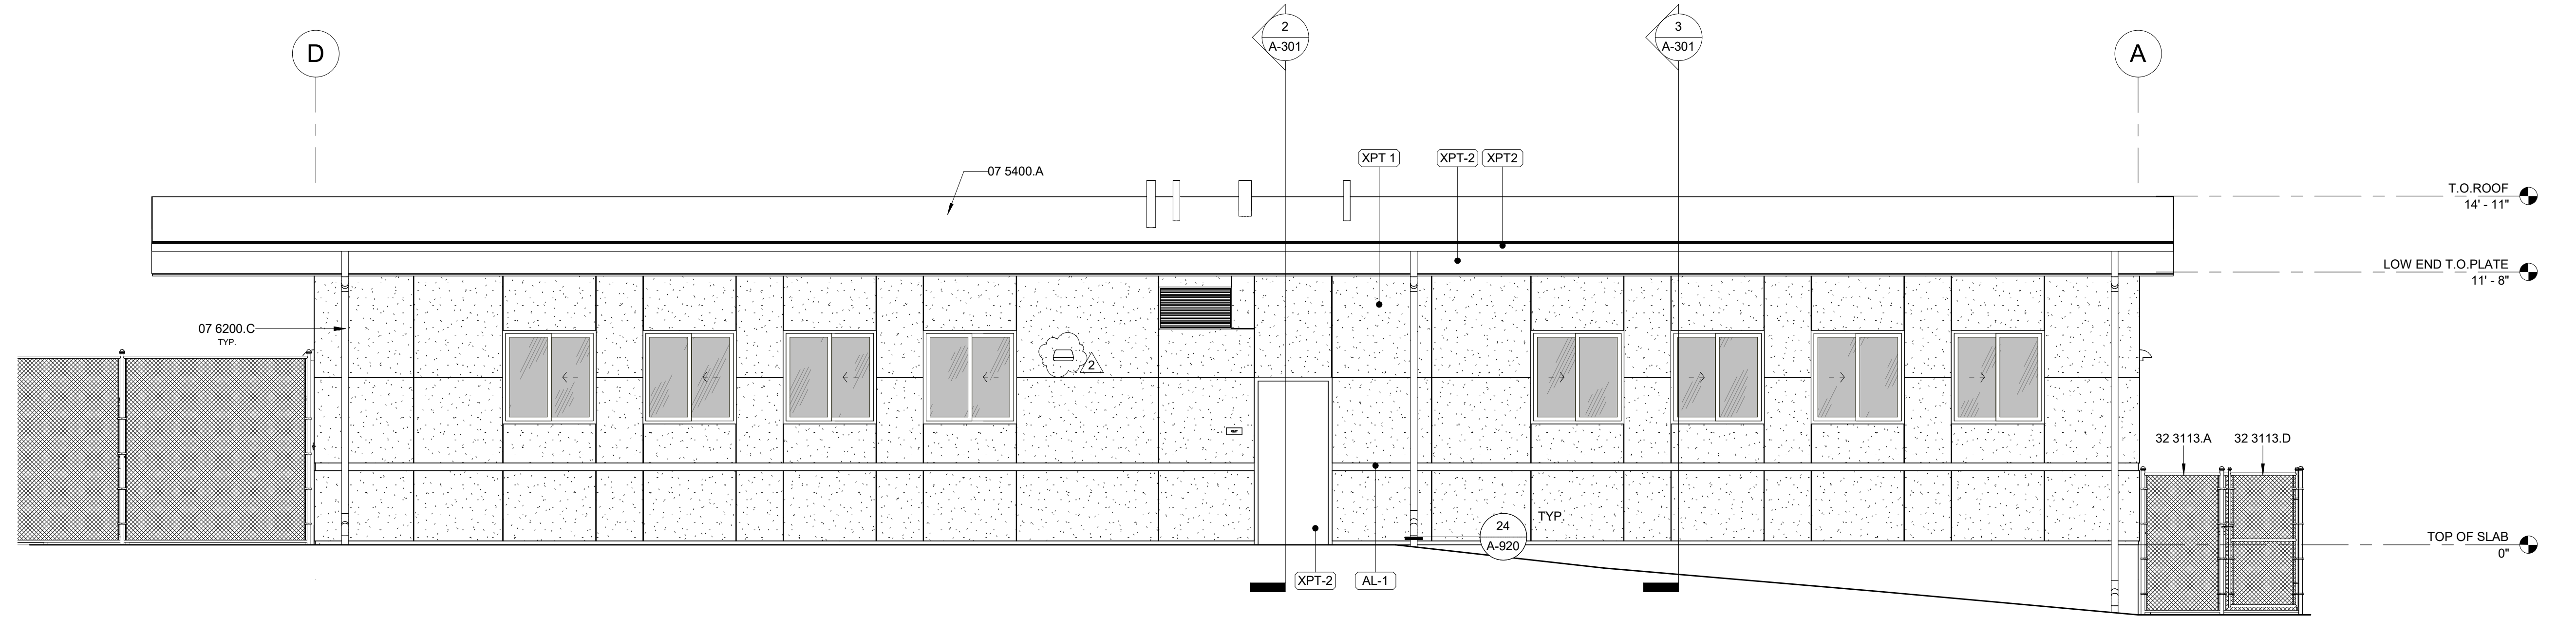 2
A-301
3
A-301
D
A
XPT 1
XPT-2
XPT2
07 5400.A
T.O.ROOF
14' - 11"
LOW END T.O.PLATE
11' - 8"
07 6200.C
TYP.
2
32 3113.A
32 3113.D
24
A-920
TYP.
TOP OF SLAB
0"
XPT-2
AL-1